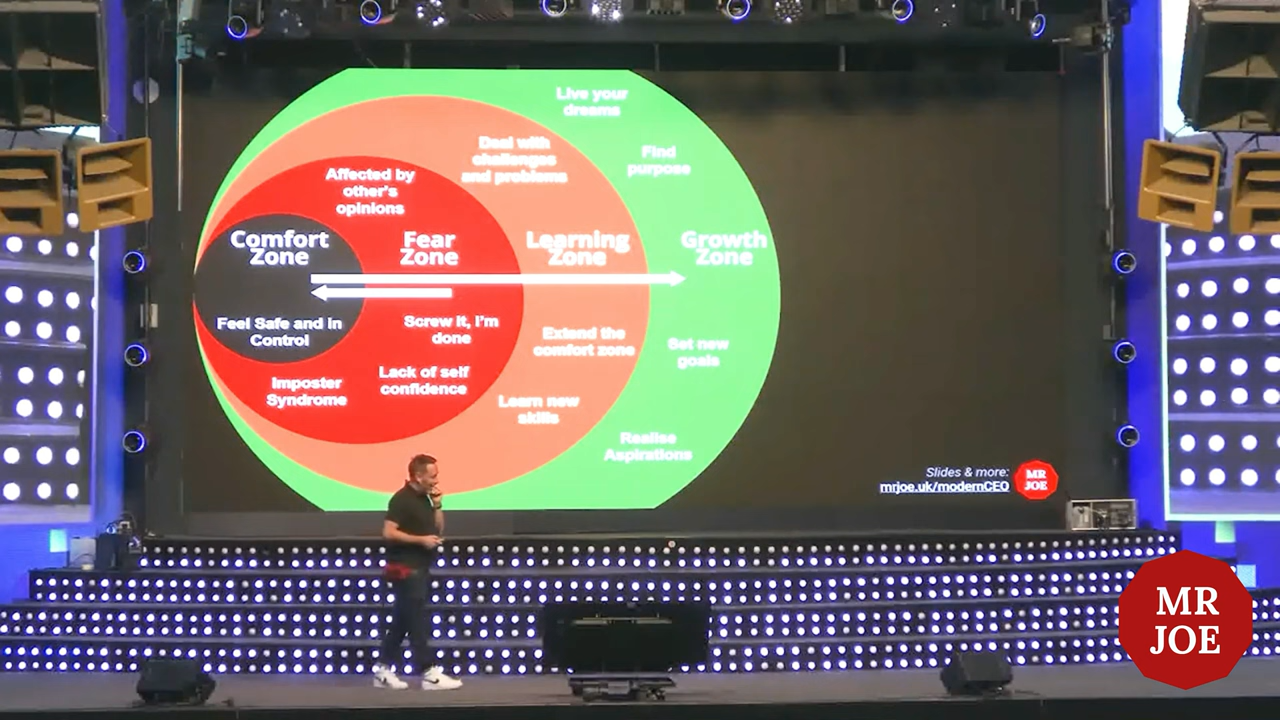 Live your
dreams
Deal with
challenges
and problems
Find
purpose
Affected by
other's
opinions
Comfort
Zone
Fear
Zone
Learning
Zone
Growth
Zone
Feel Safe and in
Control
Screw it, I'm
done
Extend the
comfort zone
Set new
goals
Imposter
Syndrome
Lack of self
confidence
Learn new
skills
Realise
Aspirations
Slides & more:
mrjoe.uk/modernCEO
MR
JOE
MR
JOE